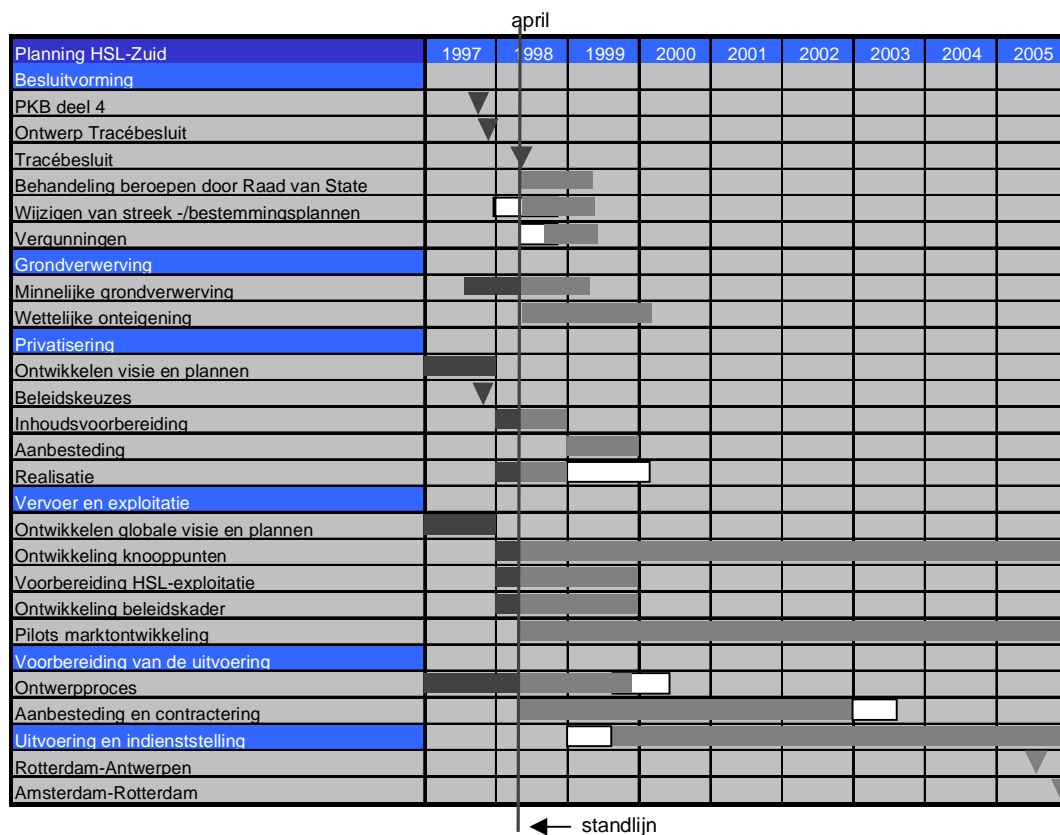 april
Planning HSL-Zuid 1997 1998 1999 2000 2001 2002 2003 2004 2005
Besluitvorming
PKB deel 4
Ontwerp Tracébesluit
Tracébesluit
Behandeling beroepen door Raad van State
Wijzigen van streek -/bestemmingsplannen
Vergunningen
Grondverwerving
Minnelijke grondverwerving
Wettelijke onteigening
Privatisering
Ontwikkelen visie en plannen
Beleidskeuzes
Inhoudsvoorbereiding
Aanbesteding
Realisatie
Vervoer en exploitatie
Ontwikkelen globale visie en plannen
Ontwikkeling knooppunten
Voorbereiding HSL-exploitatie
Ontwikkeling beleidskader
Pilots marktontwikkeling
Voorbereiding van de uitvoering
Ontwerpproces
Aanbesteding en contractering
Uitvoering en indienststelling
Rotterdam-Antwerpen
Amsterdam-Rotterdam
standlijn